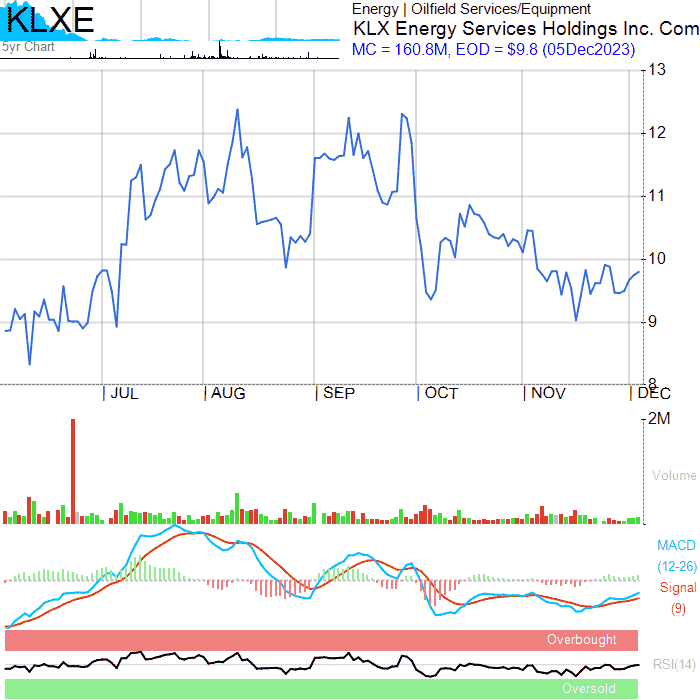 KLXE
5yr Chart
Energy | Oilfield Services/Equipment
KLX Energy Services Holdings Inc. Com
MC = 160.8M, EOD = $9.8 (05Dec2023)
13
12
11
10
9
8
JUL AUG SEP OCT NOV DEC
2M
Volume
MACD
(12-26)
Signal
(9)
Overbought
RSI(14)
Oversold